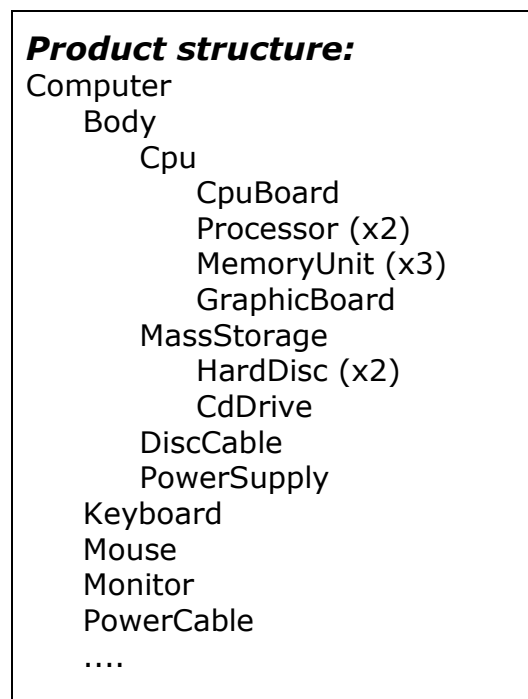 Product structure:
Computer
Body
Cpu
CpuBoard
Processor (x2)
MemoryUnit (x3)
GraphicBoard
MassStorage
HardDisc (x2)
CdDrive
DiscCable
PowerSupply
Keyboard
Mouse
Monitor
PowerCable
....